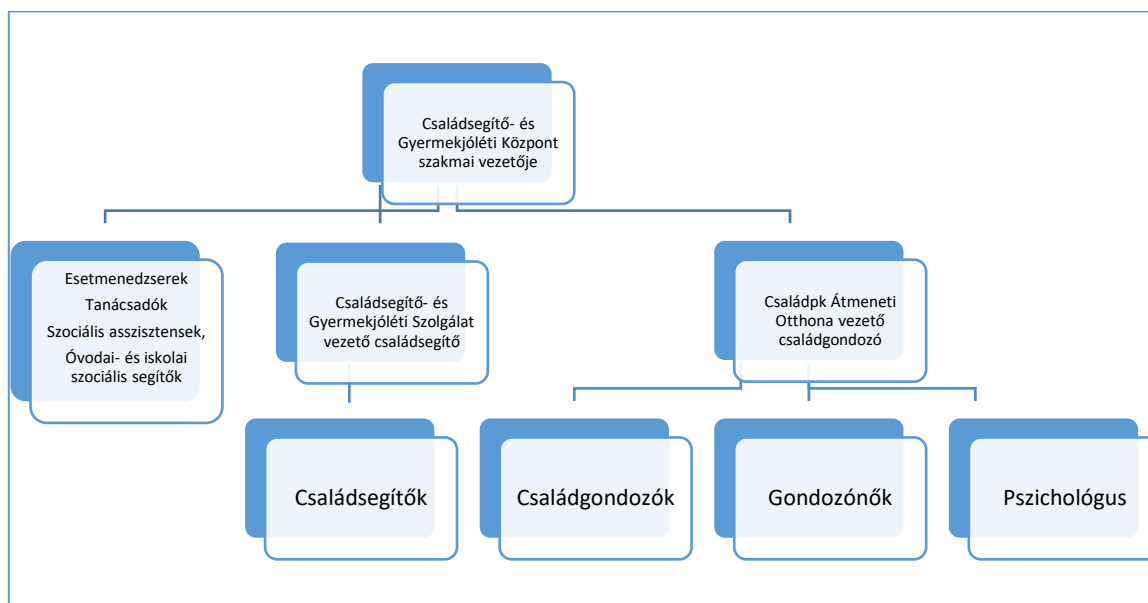 Családsegítő- és
Gyermekjóléti Központ
szakmai vezetője
Esetmenedzserek
Tanácsadók
Szociális asszisztensek,
Óvodai- és iskolai
szociális segítők
Családsegítő- és
Gyermekjóléti Szolgálat
vezető családsegítő
Családpk Átmeneti
Otthona vezető
családgondozó
Családsegítők
Családgondozók
Gondozónők
Pszichológus